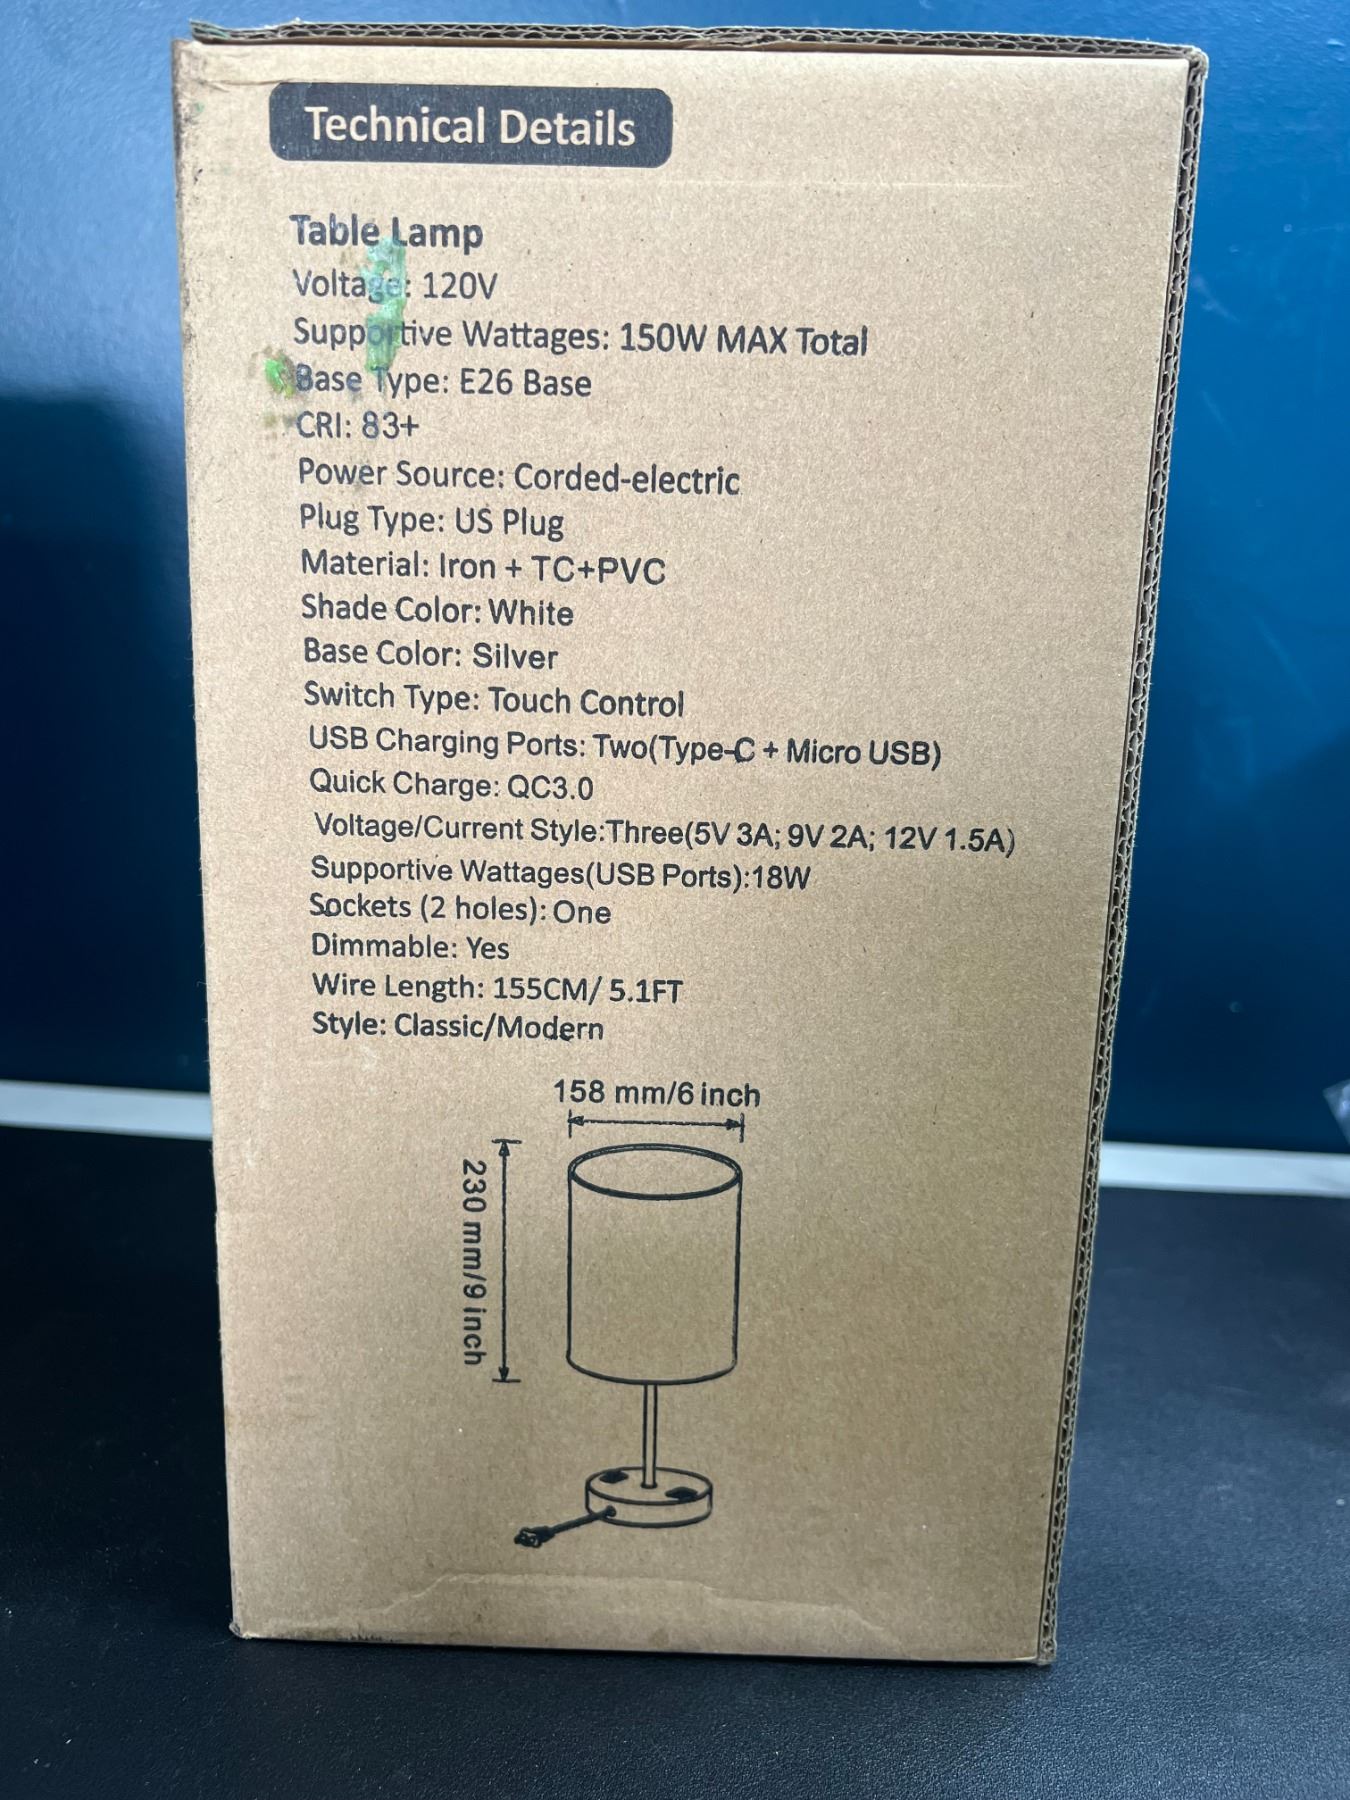 Technical Details
Table Lamp
Voltage: 120V
Supportive Wattages: 150W MAX Total
Base Type: E26 Base
CRI: 83+
Power Source: Corded-electric
Plug Type: US Plug
Material: Iron + TC+PVC
Shade Color: White
Base Color: Silver
Switch Type: Touch Control
USB Charging Ports: Two(Type-C + Micro USB)
Quick Charge: QC3.0
Voltage/Current Style:Three(5V 3A; 9V 2A; 12V 1.5A)
Supportive Wattages(USB Ports):18W
Sockets (2 holes): One
Dimmable: Yes
Wire Length: 155CM/ 5.1FT
Style: Classic/Modern
158 mm/6 inch
230 mm/9 inch